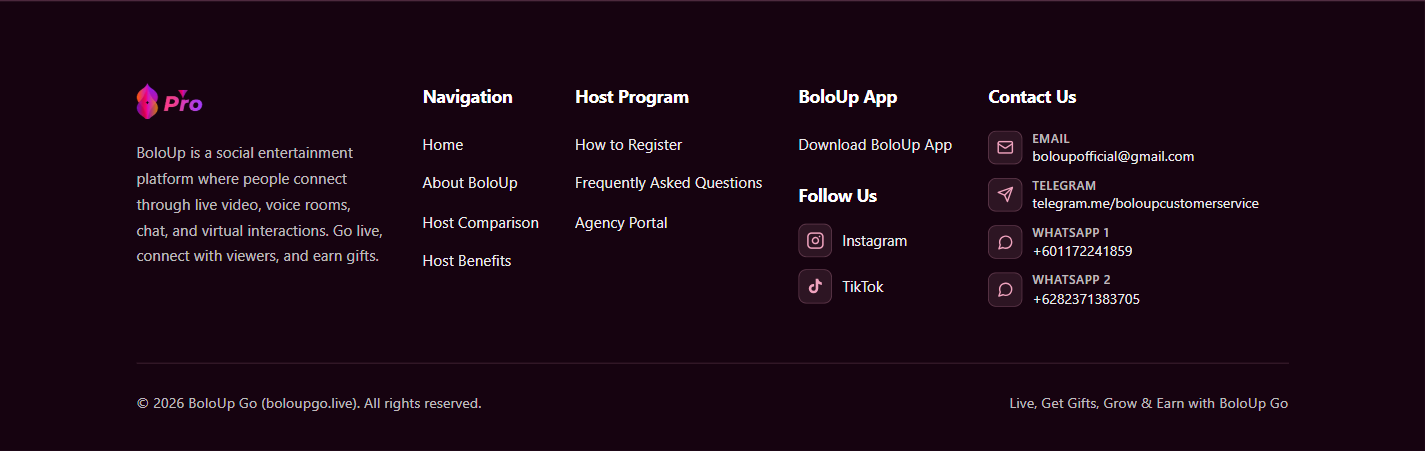 Pro
BoloUp is a social entertainment
platform where people connect
through live video, voice rooms,
chat, and virtual interactions. Go live,
connect with viewers, and earn gifts.
Navigation
Home
About BoloUp
Host Comparison
Host Benefits
Host Program
How to Register
Frequently Asked Questions
Agency Portal
BoloUp App
Download BoloUp App
Follow Us
Instagram
TikTok
Contact Us
EMAIL
boloupofficial@gmail.com
TELEGRAM
telegram.me/boloupcustomerservice
WHATSAPP 1
+601172241859
WHATSAPP 2
+6282371383705
© 2026 BoloUp Go (boloupgo.live). All rights reserved.
Live, Get Gifts, Grow & Earn with BoloUp Go